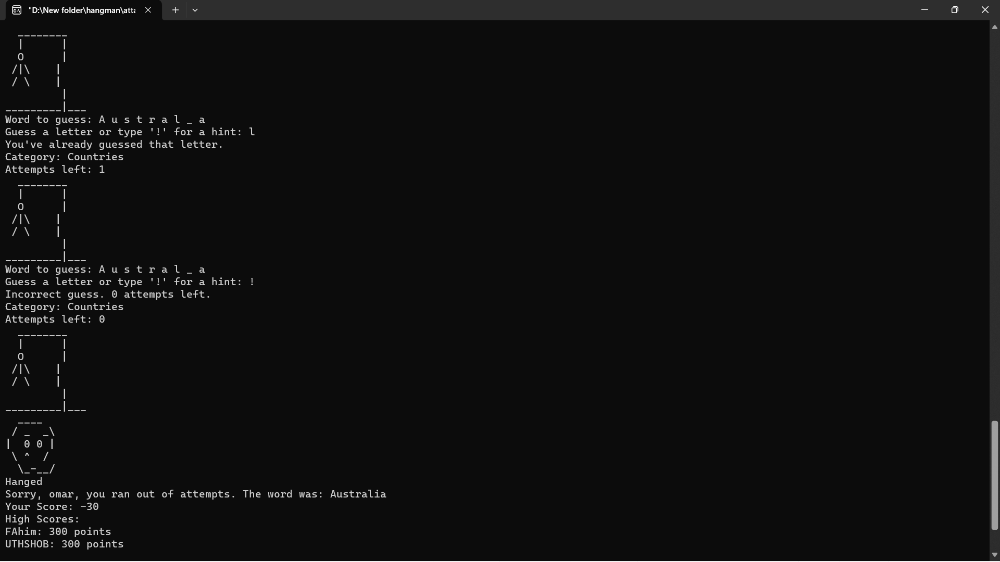 "D:\New folder\hangman\atta
________
|      |
O      |
/|\    |
/ \    |
|
_________|___
Word to guess: A u s t r a l _ a
Guess a letter or type '!' for a hint: l
You've already guessed that letter.
Category: Countries
Attempts left: 1
________
|      |
O      |
/|\    |
/ \    |
|
_________|___
Word to guess: A u s t r a l _ a
Guess a letter or type '!' for a hint: !
Incorrect guess. 0 attempts left.
Category: Countries
Attempts left: 0
________
|      |
O      |
/|\    |
/ \    |
|
_________|___
____
/ _  _\
|  0 0 |
\ ^  /
\_-__/
Hanged
Sorry, omar, you ran out of attempts. The word was: Australia
Your Score: -30
High Scores:
FAhim: 300 points
UTHSHOB: 300 points